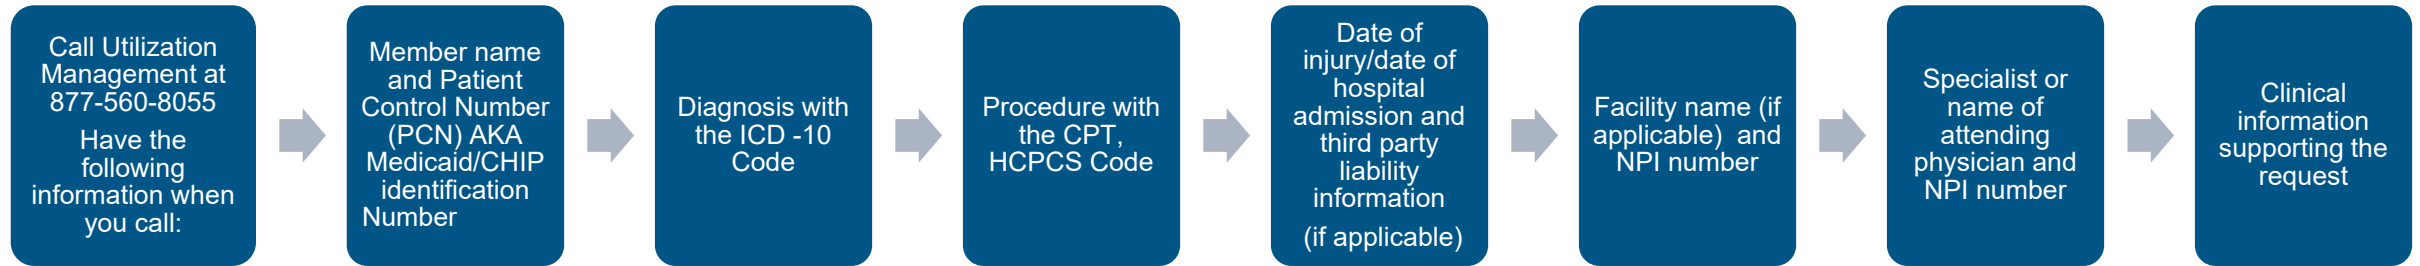 Call Utilization
Management at
877-560-8055
Have the
following
information when
you call:
Member name
and Patient
Control Number
(PCN) AKA
Medicaid/CHIP
identification
Number
Diagnosis with
the ICD -10
Code
Procedure with
the CPT,
HCPCS Code
Date of
injury/date of
hospital
admission and
third party
liability
information
(if applicable)
Facility name (if
applicable)  and
NPI number
Specialist or
name of
attending
physician and
NPI number
Clinical
information
supporting the
request